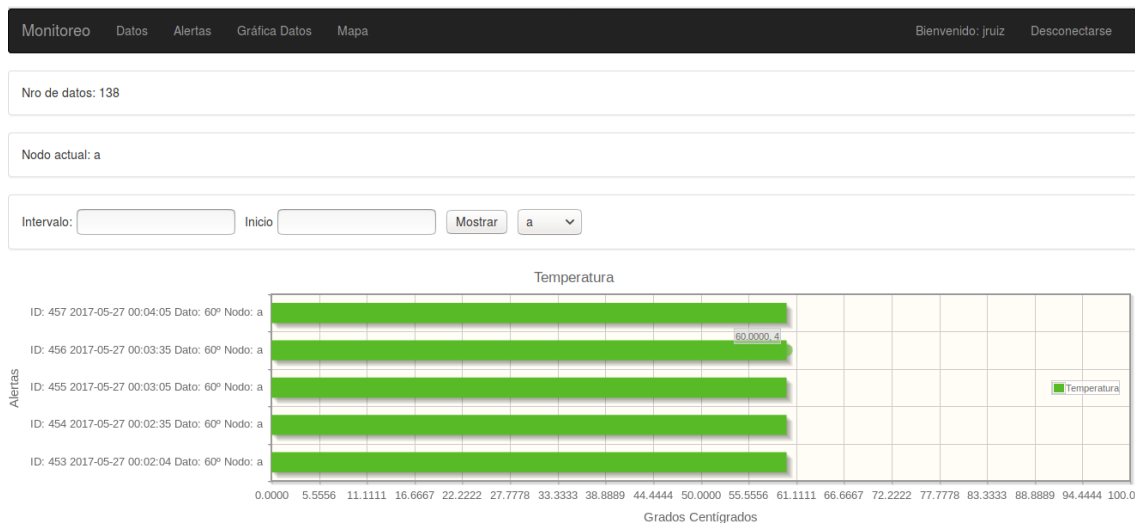 Monitoreo Datos Alertas Gráfica Datos Mapa Bienvenido: jruiz Desconectarse
Nro de datos: 138
Nodo actual: a
Intervalo: Inicio Mostrar a
Temperatura
ID: 457 2017-05-27 00:04:05 Dato: 60º Nodo: a
60.0000, 4
ID: 456 2017-05-27 00:03:35 Dato: 60º Nodo: a
ID: 455 2017-05-27 00:03:05 Dato: 60º Nodo: a
Alertas
Temperatura
ID: 454 2017-05-27 00:02:35 Dato: 60º Nodo: a
ID: 453 2017-05-27 00:02:04 Dato: 60º Nodo: a
0.0000 5.5556 11.1111 16.6667 22.2222 27.7778 33.3333 38.8889 44.4444 50.0000 55.5556 61.1111 66.6667 72.2222 77.7778 83.3333 88.8889 94.4444 100.0
Grados Centígrados